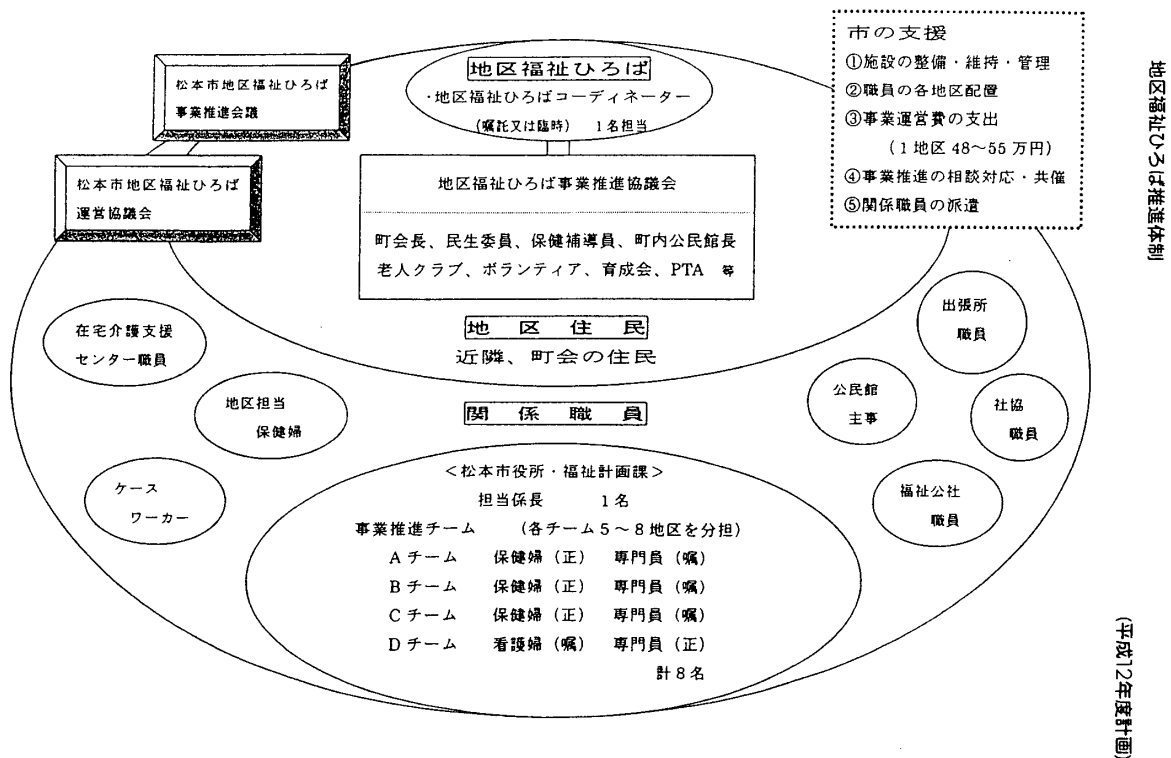 地区福祉ひろば推進体制
(平成12年度計画)
松本市地区福祉ひろば
事業推進会議
松本市地区福祉ひろば
運営協議会
地区福祉ひろば
・地区福祉ひろばコーディネーター
(嘱託又は臨時) 1名担当
地区福祉ひろば事業推進協議会
町会長、民生委員、保健補導員、町内公民館長
老人クラブ、ボランティア、育成会、PTA 等
市の支援
①施設の整備・維持・管理
②職員の各地区配置
③事業運営費の支出
(1地区 48~55 万円)
④事業推進の相談対応・共催
⑤関係職員の派遣
地区住民
近隣、町会の住民
関係職員
在宅介護支援
センター職員
地区担当
保健婦
ケース
ワーカー
出張所
職員
公民館
主事
社協
職員
福祉公社
職員
<松本市役所・福祉計画課>
担当係長 1名
事業推進チーム (各チーム5~8地区を分担)
Aチーム 保健婦(正) 専門員(嘱)
Bチーム 保健婦(正) 専門員(嘱)
Cチーム 保健婦(正) 専門員(嘱)
Dチーム 看護婦(嘱) 専門員(正)
計8名